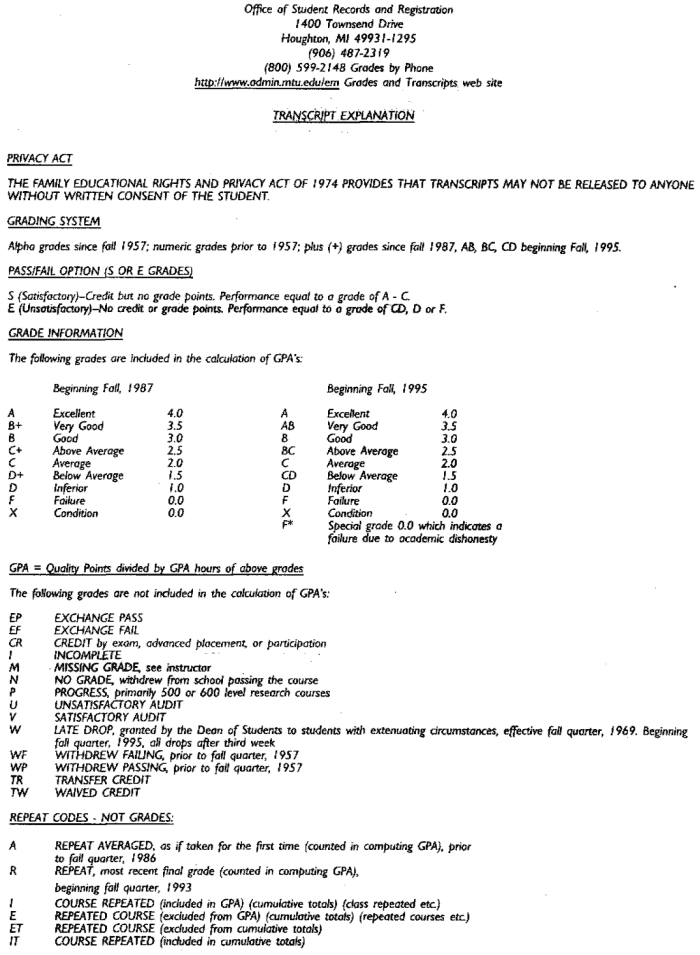 Office of Student Records and Registration
1400 Townsend Drive
Houghton, MI 49931-1295
(906) 487-2319
(800) 599-2148 Grades by Phone
http://www.admin.mtu.edu/em Grades and Transcripts web site
TRANSCRIPT EXPLANATION
PRIVACY ACT
THE FAMILY EDUCATIONAL RIGHTS AND PRIVACY ACT OF 1974 PROVIDES THAT TRANSCRIPTS MAY NOT BE RELEASED TO ANYONE
WITHOUT WRITTEN CONSENT OF THE STUDENT.
GRADING SYSTEM
Alpha grades since fall 1957; numeric grades prior to 1957; plus (+) grades since fall 1987, AB, BC, CD beginning Fall, 1995.
PASS/FAIL OPTION (S OR E GRADES)
S (Satisfactory)–Credit but no grade points. Performance equal to a grade of A - C.
E (Unsatisfactory)–No credit or grade points. Performance equal to a grade of CD, D or F.
GRADE INFORMATION
The following grades are included in the calculation of GPA's:
Beginning Fall, 1987 Beginning Fall, 1995
A Excellent 4.0 A Excellent 4.0
B+ Very Good 3.5 AB Very Good 3.5
B Good 3.0 B Good 3.0
C+ Above Average 2.5 BC Above Average 2.5
C Average 2.0 C Average 2.0
D+ Below Average 1.5 CD Below Average 1.5
D Inferior 1.0 D Inferior 1.0
F Failure 0.0 F Failure 0.0
X Condition 0.0 X Condition 0.0
F* Special grade 0.0 which indicates a
failure due to academic dishonesty
GPA = Quality Points divided by GPA hours of above grades
The following grades are not included in the calculation of GPA's:
EP EXCHANGE PASS
EF EXCHANGE FAIL
CR CREDIT by exam, advanced placement, or participation
I INCOMPLETE
M MISSING GRADE, see instructor
N NO GRADE, withdrew from school passing the course
P PROGRESS, primarily 500 or 600 level research courses
U UNSATISFACTORY AUDIT
V SATISFACTORY AUDIT
W LATE DROP, granted by the Dean of Students to students with extenuating circumstances, effective fall quarter, 1969. Beginning
fall quarter, 1995, all drops after third week
WF WITHDREW FAILING, prior to fall quarter, 1957
WP WITHDREW PASSING, prior to fall quarter, 1957
TR TRANSFER CREDIT
TW WAIVED CREDIT
REPEAT CODES - NOT GRADES:
A REPEAT AVERAGED, as if taken for the first time (counted in computing GPA), prior
to fall quarter, 1986
R REPEAT, most recent final grade (counted in computing GPA),
beginning fall quarter, 1993
I COURSE REPEATED (included in GPA) (cumulative totals) (class repeated etc.)
E REPEATED COURSE (excluded from GPA) (cumulative totals) (repeated courses etc.)
ET REPEATED COURSE (excluded from cumulative totals)
IT COURSE REPEATED (included in cumulative totals)